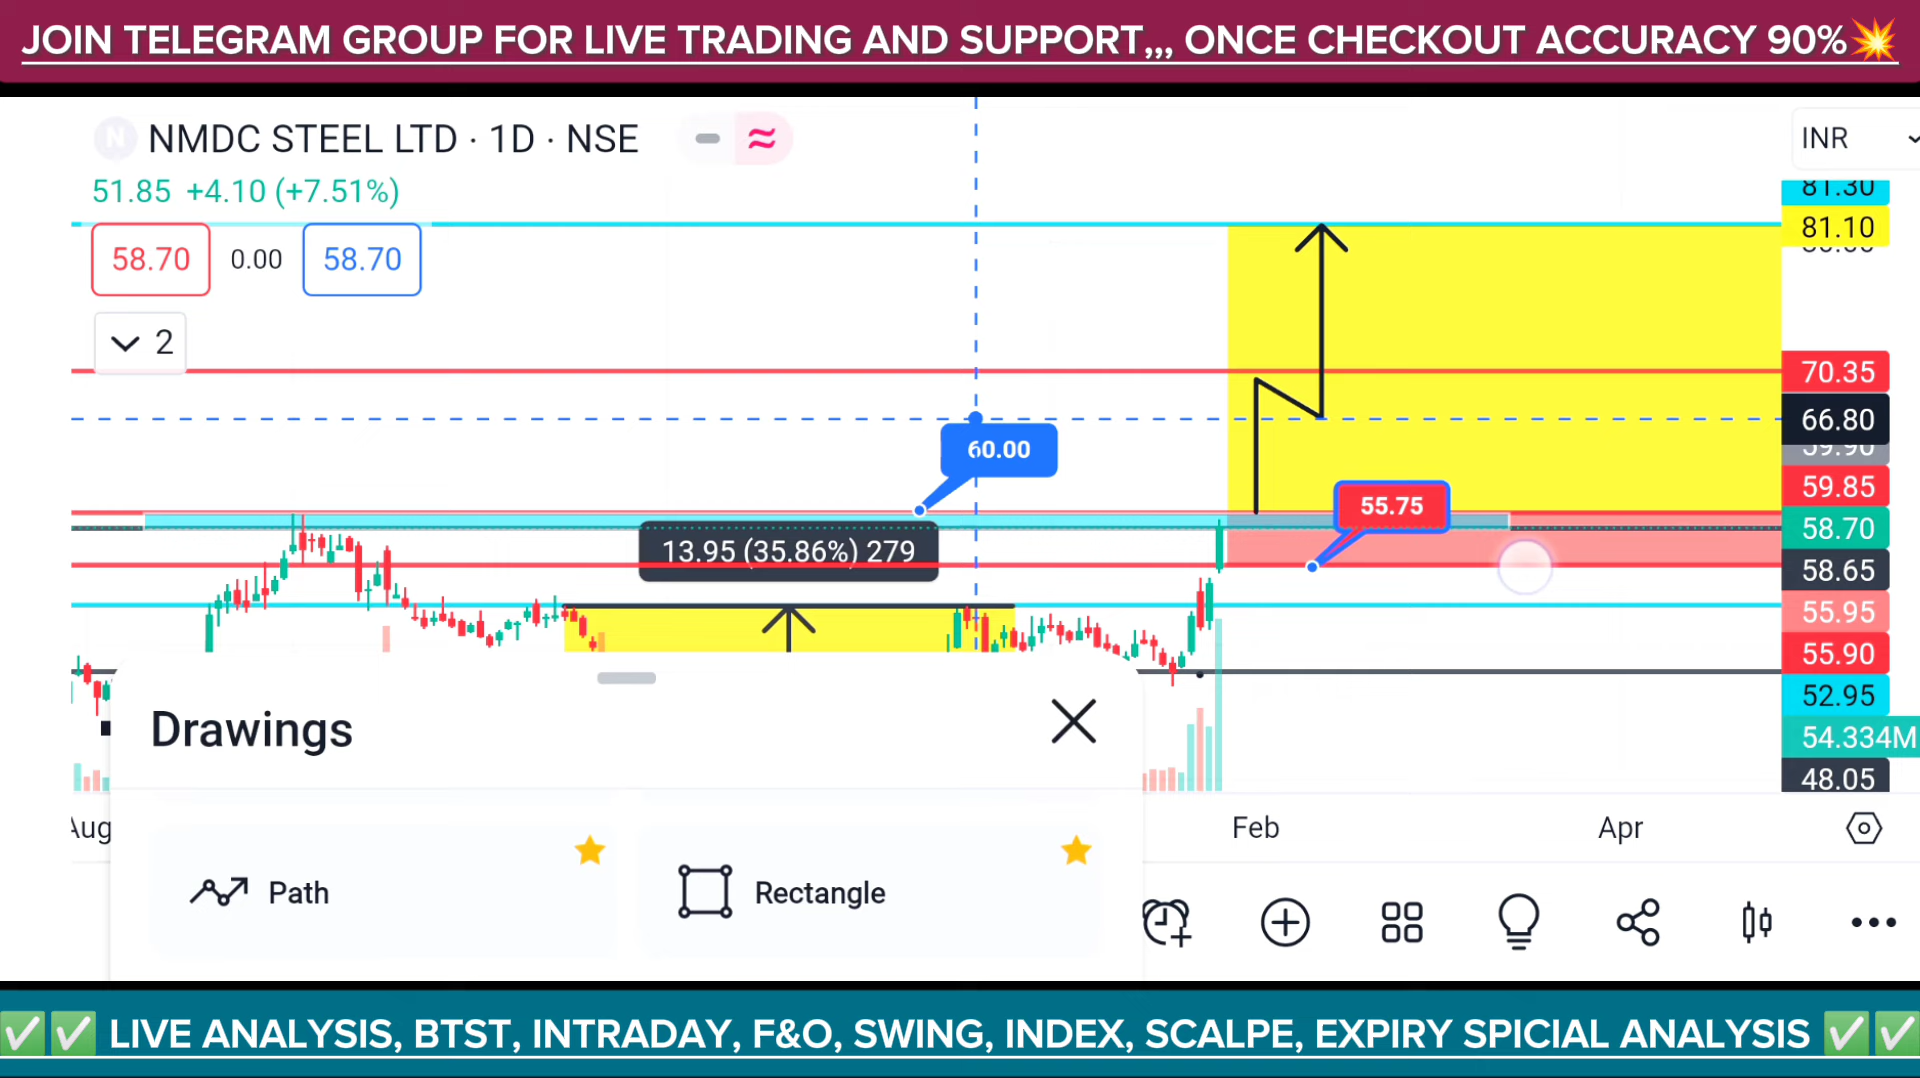 JOIN TELEGRAM GROUP FOR LIVE TRADING AND SUPPORT,,, ONCE CHECKOUT ACCURACY 90%💥
N NMDC STEEL LTD · 1D · NSE
INR
51.85 +4.10 (+7.51%)
58.70 0.00 58.70
2
81.30
81.10
70.35
66.80
60.00
59.90
59.85
55.75
58.70
13.95 (35.86%) 279
58.65
55.95
55.90
52.95
54.334M
48.05
Drawings
Aug
Feb
Apr
Path
Rectangle
✅✅ LIVE ANALYSIS, BTST, INTRADAY, F&O, SWING, INDEX, SCALPE, EXPIRY SPICIAL ANALYSIS ✅✅